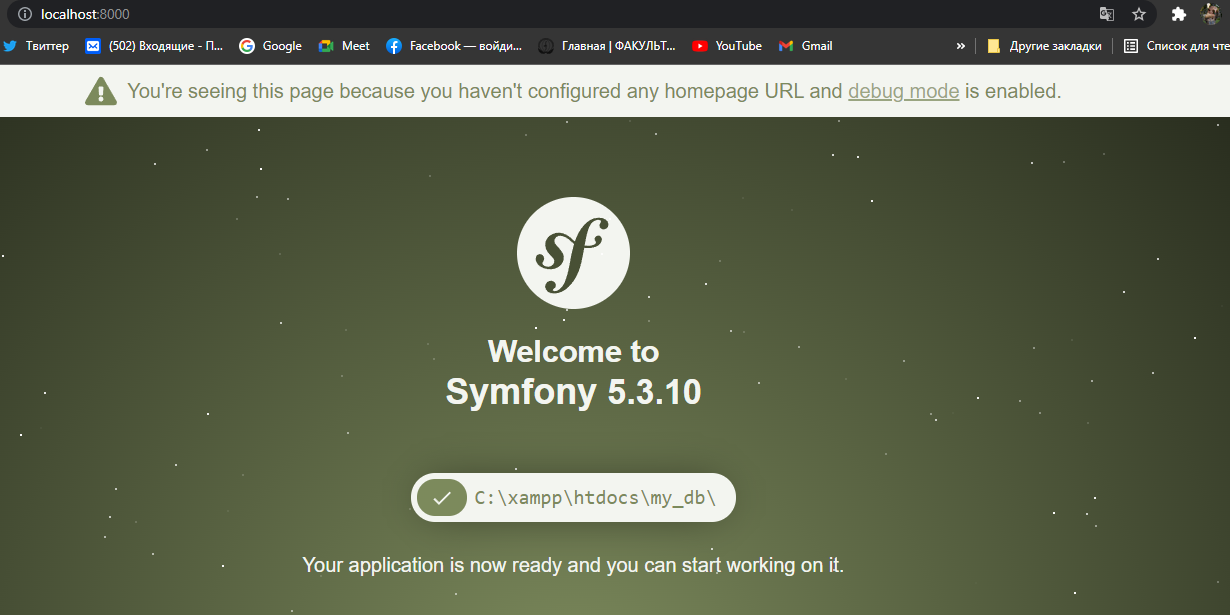 localhost:8000
Твиттер (502) Входящие - П... Google Meet Facebook — войди... Главная | ФАКУЛЬТ... YouTube Gmail » Другие закладки Список для чте
You're seeing this page because you haven't configured any homepage URL and debug mode is enabled.
sf
Welcome to
Symfony 5.3.10
C:\xampp\htdocs\my_db\
Your application is now ready and you can start working on it.